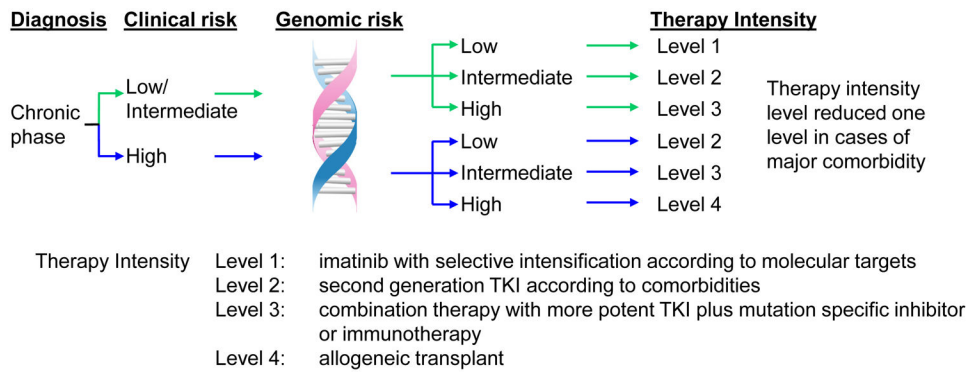 Diagnosis Clinical risk Genomic risk Therapy Intensity
Low Level 1
Low/
Intermediate
Intermediate Level 2
High Level 3
Chronic
phase
High
Low Level 2
Intermediate Level 3
High Level 4
Therapy intensity
level reduced one
level in cases of
major comorbidity
Therapy Intensity Level 1: imatinib with selective intensification according to molecular targets
Level 2: second generation TKI according to comorbidities
Level 3: combination therapy with more potent TKI plus mutation specific inhibitor
or immunotherapy
Level 4: allogeneic transplant